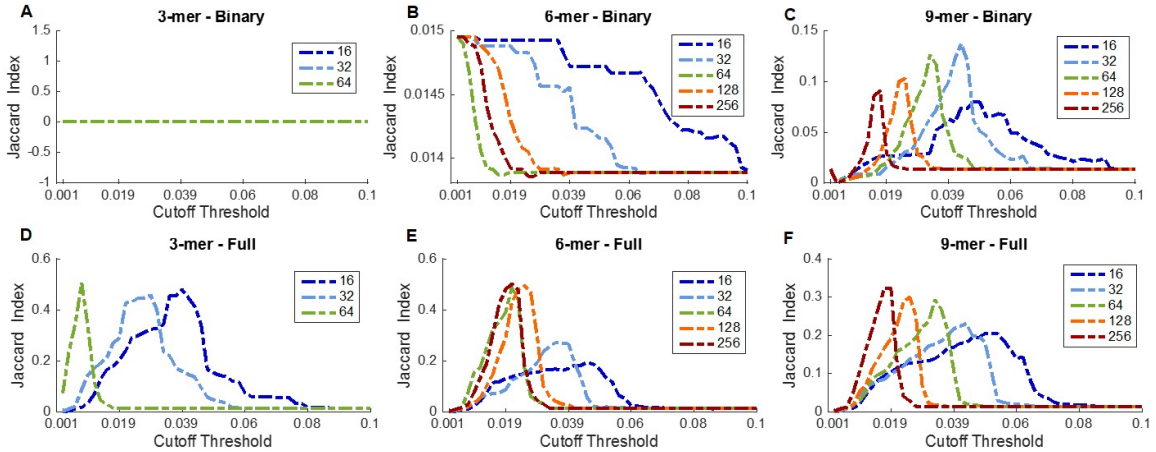 A 3-mer - Binary
1.5
1
0.5
0
-0.5
-1
Jaccard Index
0.001 0.019 0.039 0.06 0.08 0.1
Cutoff Threshold
16
32
64
B 6-mer - Binary
0.015
0.0145
0.014
Jaccard Index
0.001 0.019 0.039 0.06 0.08 0.1
Cutoff Threshold
16
32
64
128
256
C 9-mer - Binary
0.15
0.1
0.05
0
Jaccard Index
0.001 0.019 0.039 0.06 0.08 0.1
Cutoff Threshold
16
32
64
128
256
D 3-mer - Full
0.6
0.4
0.2
0
Jaccard Index
0.001 0.019 0.039 0.06 0.08 0.1
Cutoff Threshold
16
32
64
E 6-mer - Full
0.6
0.4
0.2
0
Jaccard Index
0.001 0.019 0.039 0.06 0.08 0.1
Cutoff Threshold
16
32
64
128
256
F 9-mer - Full
0.4
0.3
0.2
0.1
0
Jaccard Index
0.001 0.019 0.039 0.06 0.08 0.1
Cutoff Threshold
16
32
64
128
256